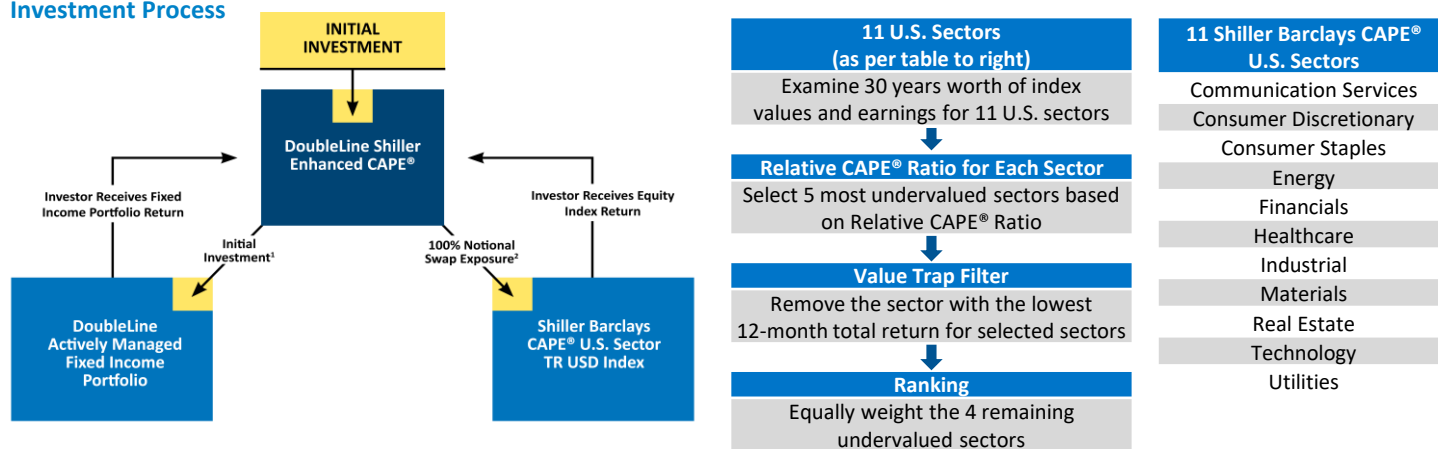 Investment Process
INITIAL
INVESTMENT
DoubleLine Shiller
Enhanced CAPE®
Investor Receives Fixed
Income Portfolio Return
Investor Receives Equity
Index Return
Initial
Investment¹
100% Notional
Swap Exposure²
DoubleLine
Actively Managed
Fixed Income
Portfolio
Shiller Barclays
CAPE® U.S. Sector
TR USD Index
11 U.S. Sectors
(as per table to right)
Examine 30 years worth of index
values and earnings for 11 U.S. sectors
Relative CAPE® Ratio for Each Sector
Select 5 most undervalued sectors based
on Relative CAPE® Ratio
Value Trap Filter
Remove the sector with the lowest
12-month total return for selected sectors
Ranking
Equally weight the 4 remaining
undervalued sectors
11 Shiller Barclays CAPE®
U.S. Sectors
Communication Services
Consumer Discretionary
Consumer Staples
Energy
Financials
Healthcare
Industrial
Materials
Real Estate
Technology
Utilities